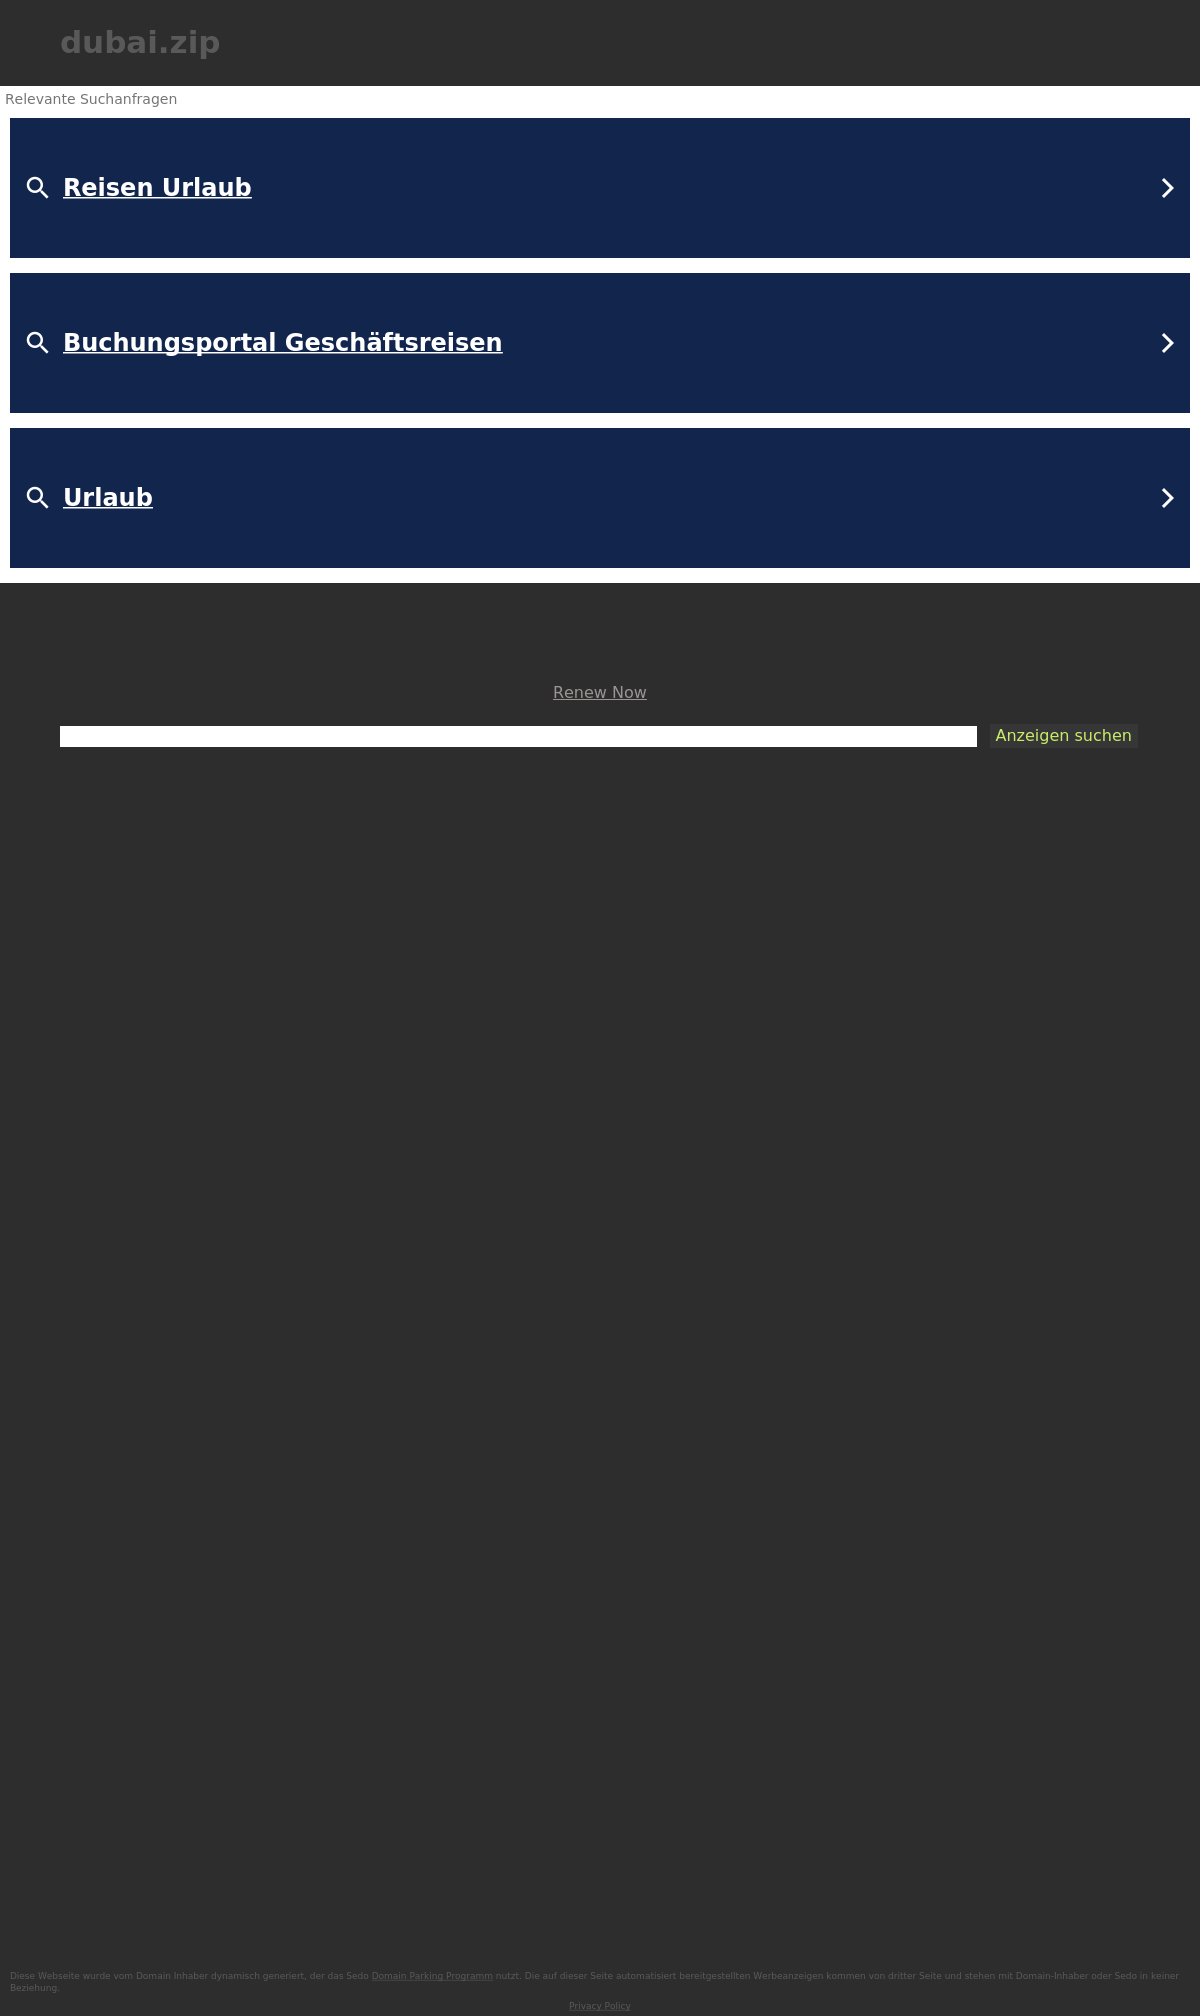 dubai.zip
Relevante Suchanfragen
Reisen Urlaub
Buchungsportal Geschäftsreisen
Urlaub
Renew Now
Anzeigen suchen
Diese Webseite wurde vom Domain Inhaber dynamisch generiert, der das Sedo Domain Parking Programm nutzt. Die auf dieser Seite automatisiert bereitgestellten Werbeanzeigen kommen von dritter Seite und stehen mit Domain-Inhaber oder Sedo in keiner
Beziehung.
Privacy Policy